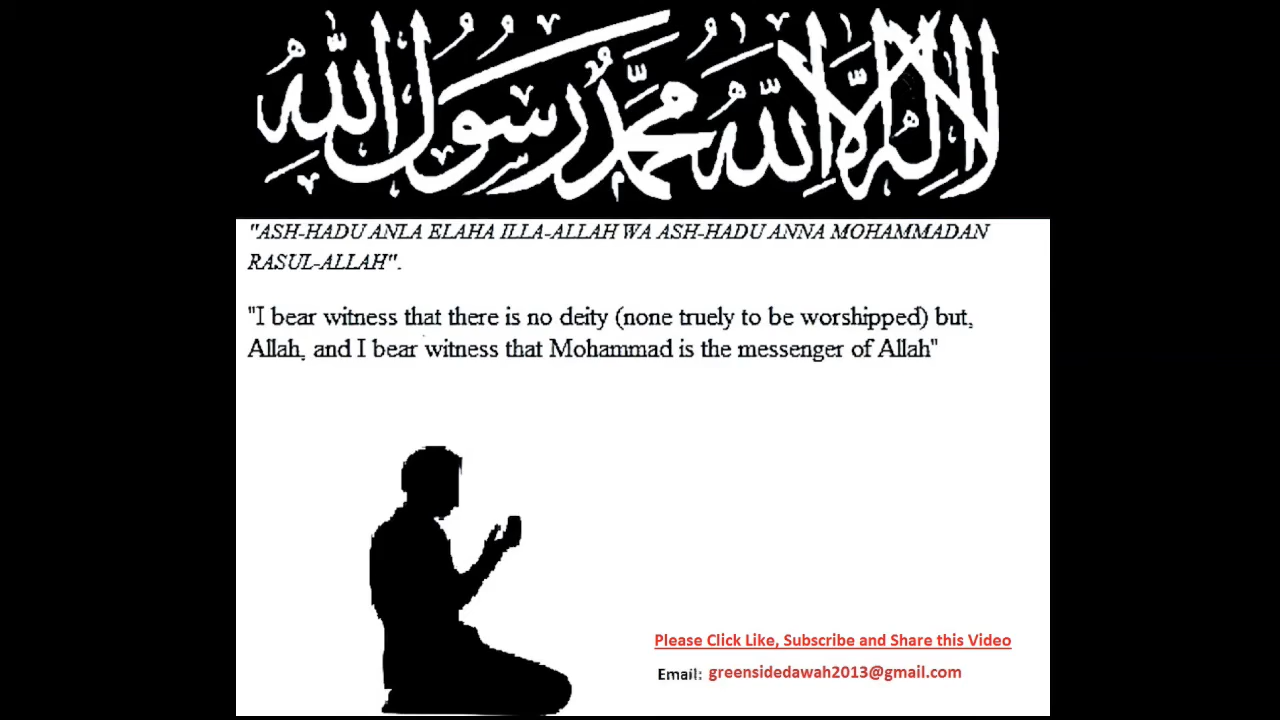 لا إله إلا الله محمد رسول الله
"ASH-HADU ANLA ELAHA ILLA-ALLAH WA ASH-HADU ANNA MOHAMMADAN
RASUL-ALLAH".
"I bear witness that there is no deity (none truely to be worshipped) but,
Allah, and I bear witness that Mohammad is the messenger of Allah"
Please Click Like, Subscribe and Share this Video
Email: greensidedawah2013@gmail.com